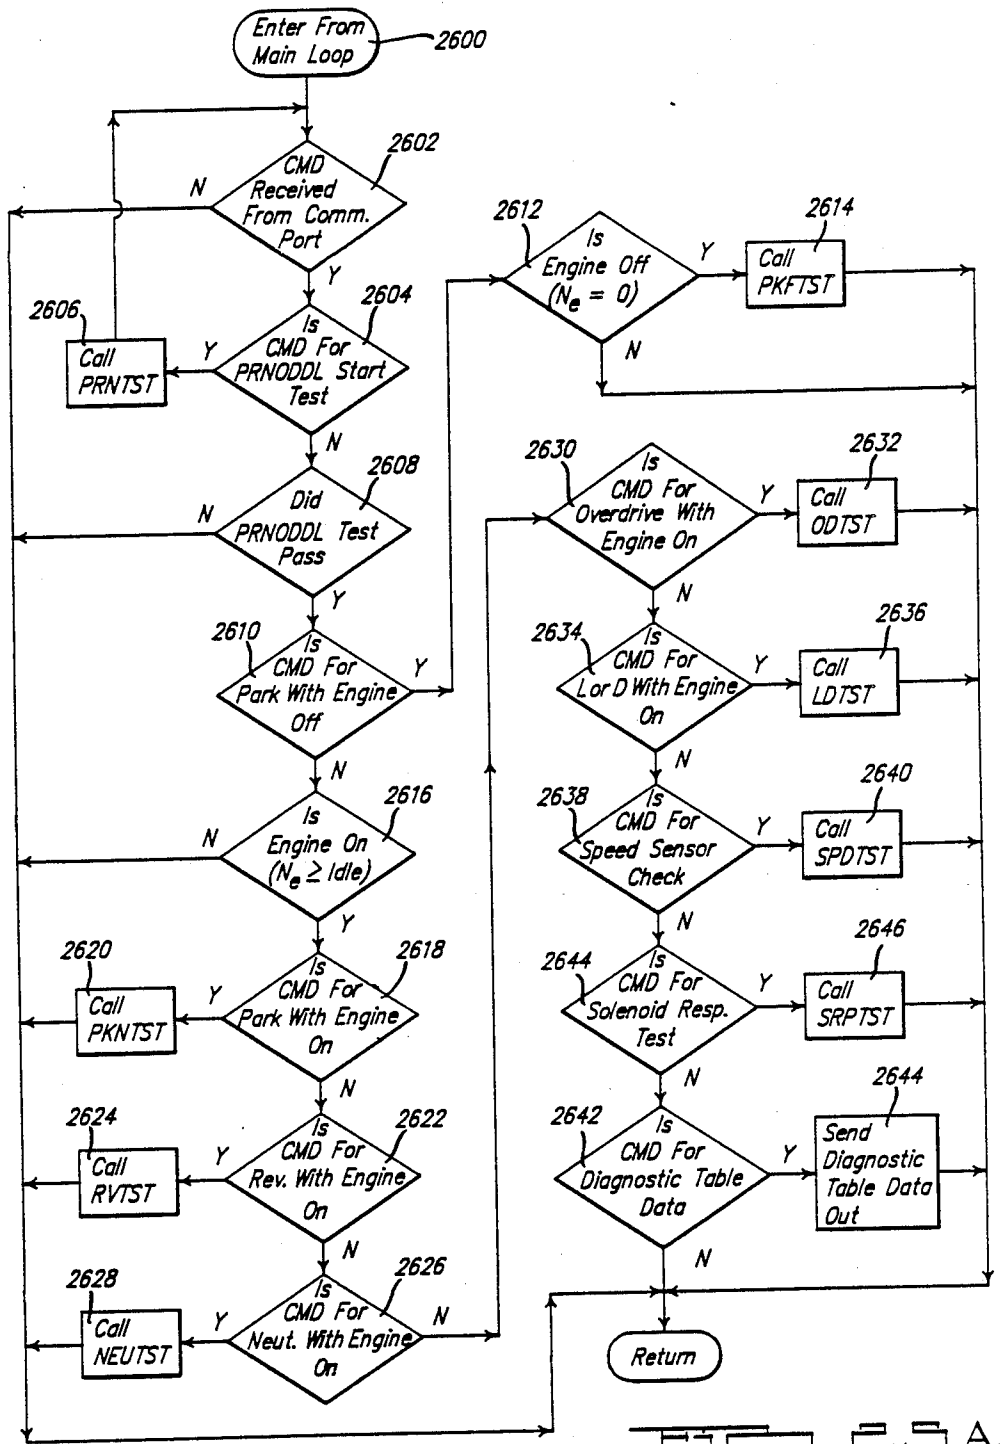 Enter From
Main Loop
2600
2602
CMD
Received
From Comm.
Port
N
Y
2604
Is
CMD For
PRNODDL Start
Test
Y
N
2606
Call
PRNTST
2608
Did
PRNODDL Test
Pass
N
Y
2610
Is
CMD For
Park With Engine
Off
Y
N
2612
Is
Engine Off
(Ne = 0)
Y
N
2614
Call
PKFTST
2616
Is
Engine On
(Ne ≥ Idle)
N
Y
2618
Is
CMD For
Park With Engine
On
Y
N
2620
Call
PKNTST
2622
Is
CMD For
Rev. With Engine
On
Y
N
2624
Call
RVTST
2626
Is
CMD For
Neut. With Engine
On
Y
N
2628
Call
NEUTST
2630
Is
CMD For
Overdrive With
Engine On
Y
N
2632
Call
ODTST
2634
Is
CMD For
L or D With Engine
On
Y
N
2636
Call
LDTST
2638
Is
CMD For
Speed Sensor
Check
Y
N
2640
Call
SPDTST
2644
Is
CMD For
Solenoid Resp.
Test
Y
N
2646
Call
SRPTST
2642
Is
CMD For
Diagnostic Table
Data
Y
N
2644
Send
Diagnostic
Table Data
Out
Return